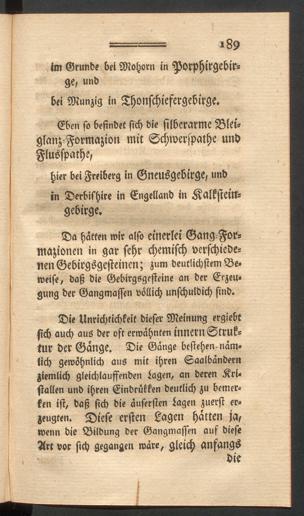 189
im Grunde bei Mohorn in Porphirgebir-
ge, und
bei Munzig in Thonschiefergebirge.
Eben so befindet sich die silberarme Blei-
glanz-Formazion mit Schwerspathe und
Flusspathe,
hier bei Freiberg in Gneusgebirge, und
in Derbishire in Engelland in Kalkstein-
gebirge.
Da hätten wir also einerlei Gang-For-
mazionen in gar sehr chemisch verschiede-
nen Gebirgsgesteinen; zum deutlichstem Be-
weise, daß die Gebirgsgesteine an der Erzeu-
gung der Gangmassen völlich unschuldich sind.
Die Unrichtlichkeit dieser Meinung ergiebt
sich auch aus der oft erwähnten innern Struk-
tur der Gänge. Die Gänge bestehen näm-
lich gewöhnlich aus mit ihren Saalbändern
ziemlich gleichlauffenden Lagen, an deren Kri-
stallen und ihren Eindrükken deutlich zu bemer-
ken ist, daß sich die äusersten Lagen zuerst er-
zeugten. Diese ersten Lagen hätten ja,
wenn die Bildung der Gangmassen auf diese
Art vor sich gegangen wäre, gleich anfangs
die